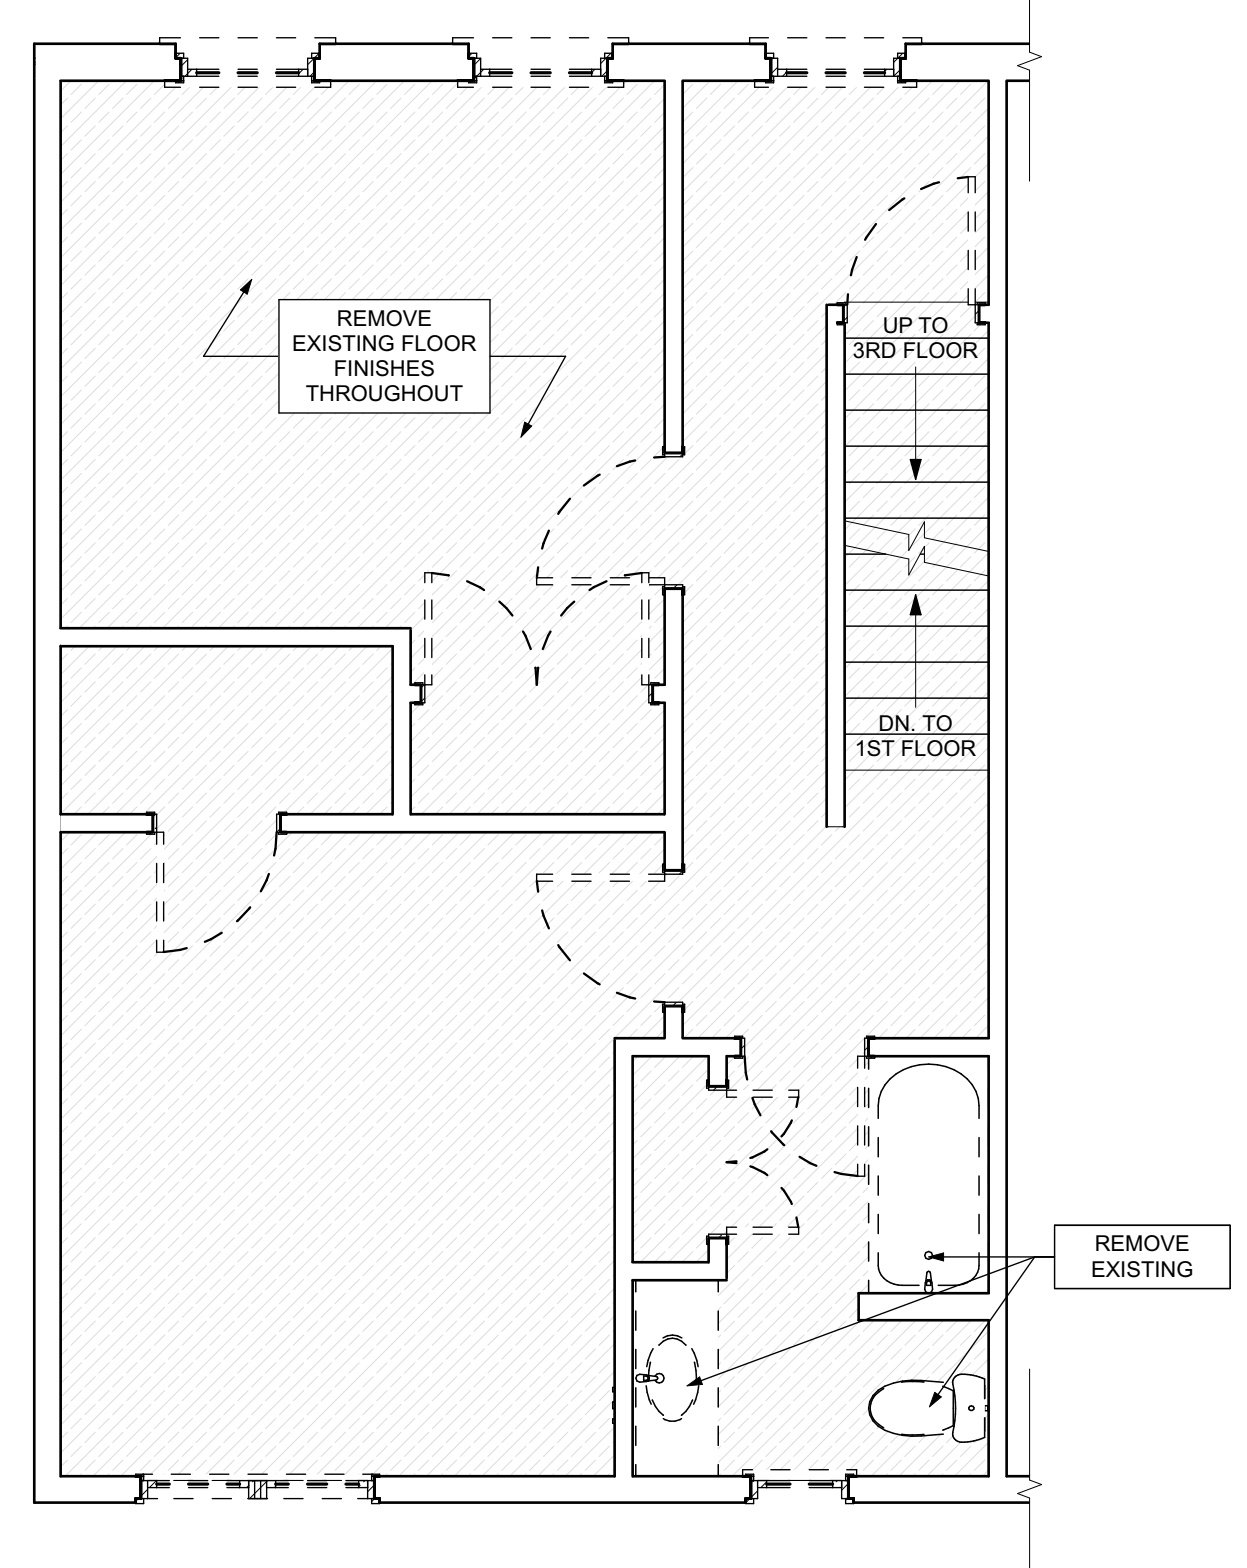 REMOVE
EXISTING FLOOR
FINISHES
THROUGHOUT
UP TO
3RD FLOOR
DN. TO
1ST FLOOR
REMOVE
EXISTING